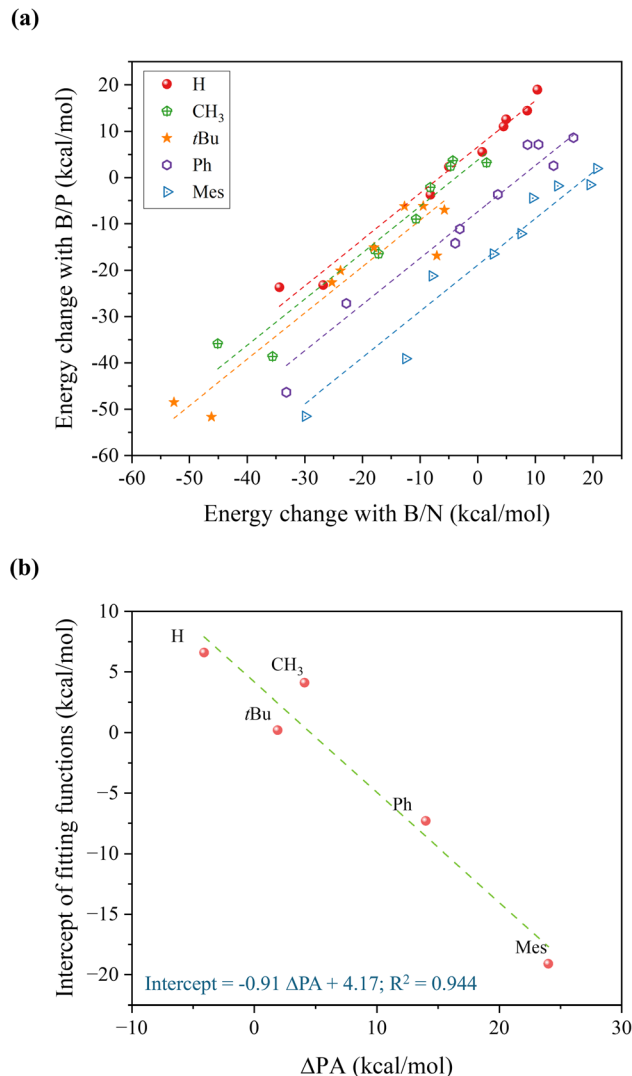 (a)
Energy change with B/P (kcal/mol)
20
10
0
-10
-20
-30
-40
-50
-60
H
CH₃
tBu
Ph
Mes
-60 -50 -40 -30 -20 -10 0 10 20
Energy change with B/N (kcal/mol)
(b)
Intercept of fitting functions (kcal/mol)
10
5
0
−5
−10
−15
−20
H
CH₃
tBu
Ph
Mes
Intercept = -0.91 ΔPA + 4.17; R² = 0.944
−10 0 10 20 30
ΔPA (kcal/mol)